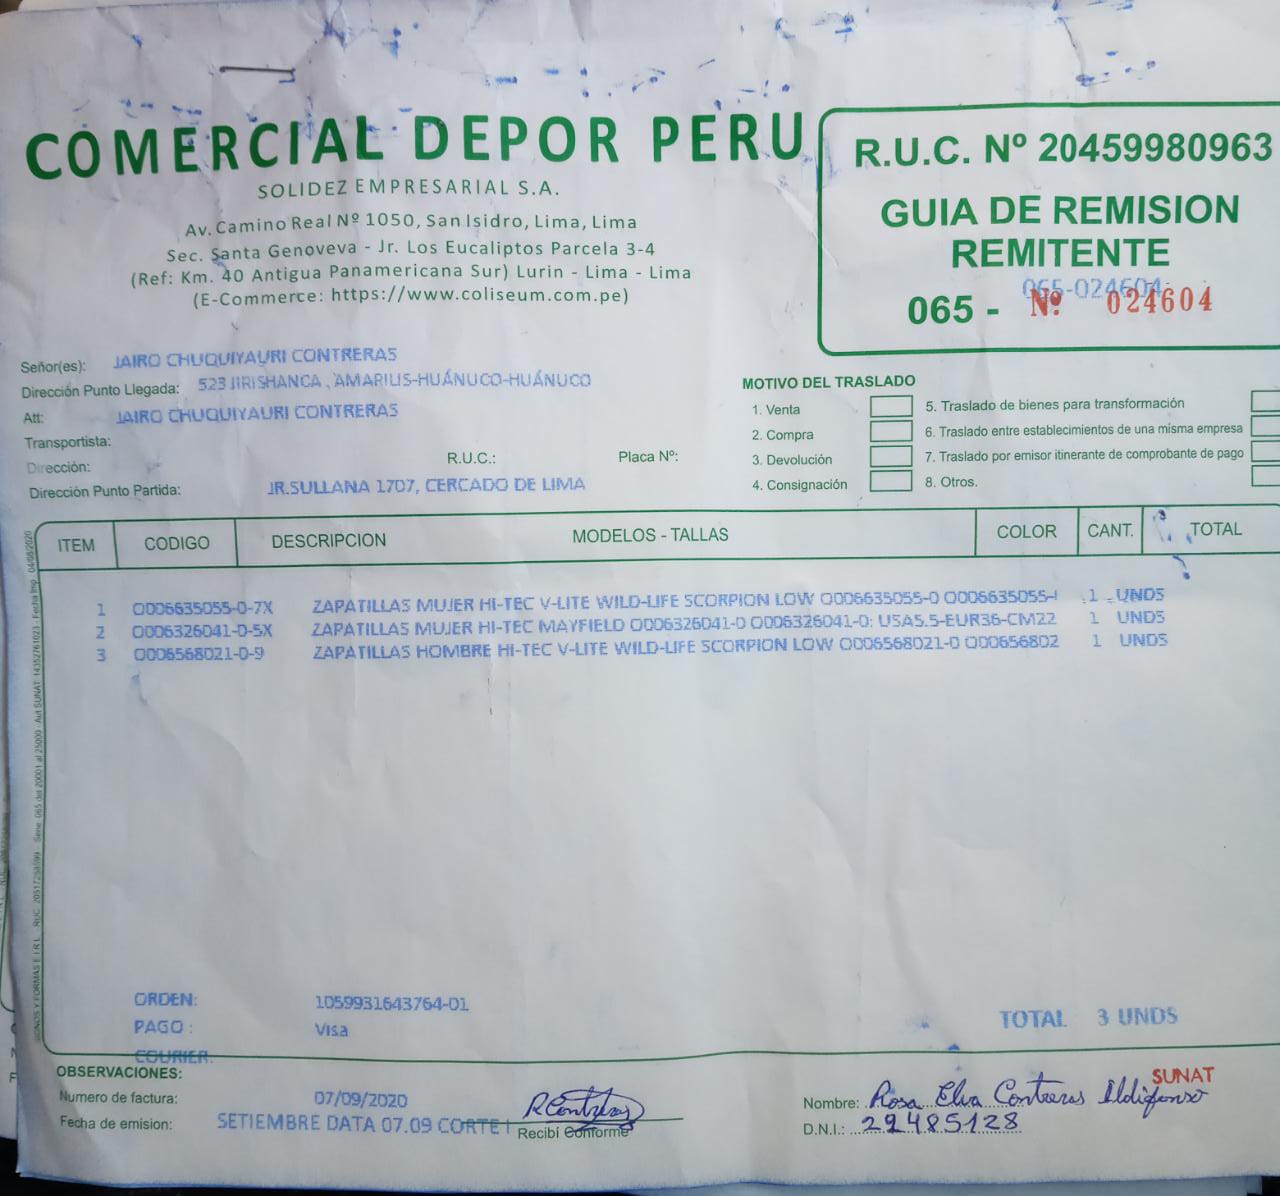 COMERCIAL DEPOR PERU
SOLIDEZ EMPRESARIAL S.A.
Av. Camino Real Nº 1050, San Isidro, Lima, Lima
Sec. Santa Genoveva - Jr. Los Eucaliptos Parcela 3-4
(Ref: Km. 40 Antigua Panamericana Sur) Lurin - Lima - Lima
(E-Commerce: https://www.coliseum.com.pe)
R.U.C. Nº 20459980963
GUIA DE REMISION
REMITENTE
065-024604
065 - Nº 024604
Señor(es): JAIRO CHUQUIYAURI CONTRERAS
Dirección Punto Llegada: 523 JIRISHANCA , AMARILIS-HUÁNUCO-HUÁNUCO
Att: JAIRO CHUQUIYAURI CONTRERAS
Transportista:
Dirección: R.U.C.: Placa Nº:
Dirección Punto Partida: JR.SULLANA 1707, CERCADO DE LIMA
MOTIVO DEL TRASLADO
1. Venta
2. Compra
3. Devolución
4. Consignación
5. Traslado de bienes para transformación
6. Traslado entre establecimientos de una misma empresa
7. Traslado por emisor itinerante de comprobante de pago
8. Otros.
ITEM CODIGO DESCRIPCION MODELOS - TALLAS COLOR CANT. TOTAL
1 0006635055-0-7X ZAPATILLAS MUJER HI-TEC V-LITE WILD-LIFE SCORPION LOW 0006635055-0 0006635055- 1 UNDS
2 0006326041-0-5X ZAPATILLAS MUJER HI-TEC MAYFIELD 0006326041-0 0006326041-0: USA5.5-EUR36-CM22 1 UNDS
3 0006568021-0-9 ZAPATILLAS HOMBRE HI-TEC V-LITE WILD-LIFE SCORPION LOW 0006568021-0 000656802 1 UNDS
ORDEN: 1059931643764-01
PAGO : Visa
TOTAL 3 UNDS
COURIER:
OBSERVACIONES:
Numero de factura: 07/09/2020
Fecha de emision: SETIEMBRE DATA 07.09 CORTE 1
RContreras
Recibí Conforme
SUNAT
Nombre: Rosa Elva Contreras Ildifonso
D.N.I.: 22485128